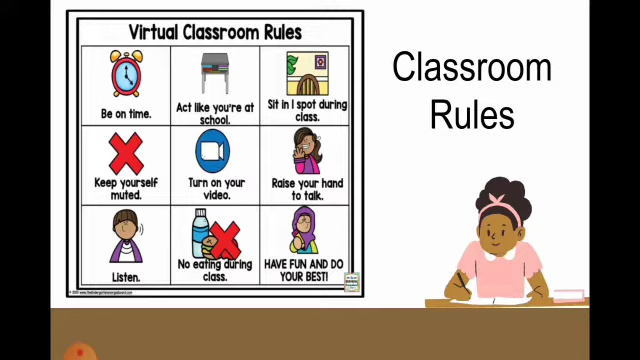 Virtual Classroom Rules
Be on time.
Act like you're at
school.
Sit in 1 spot during
class.
Keep yourself
muted.
Turn on your
video.
Raise your hand
to talk.
Listen.
No eating during
class.
HAVE FUN AND DO
YOUR BEST!
Classroom
Rules